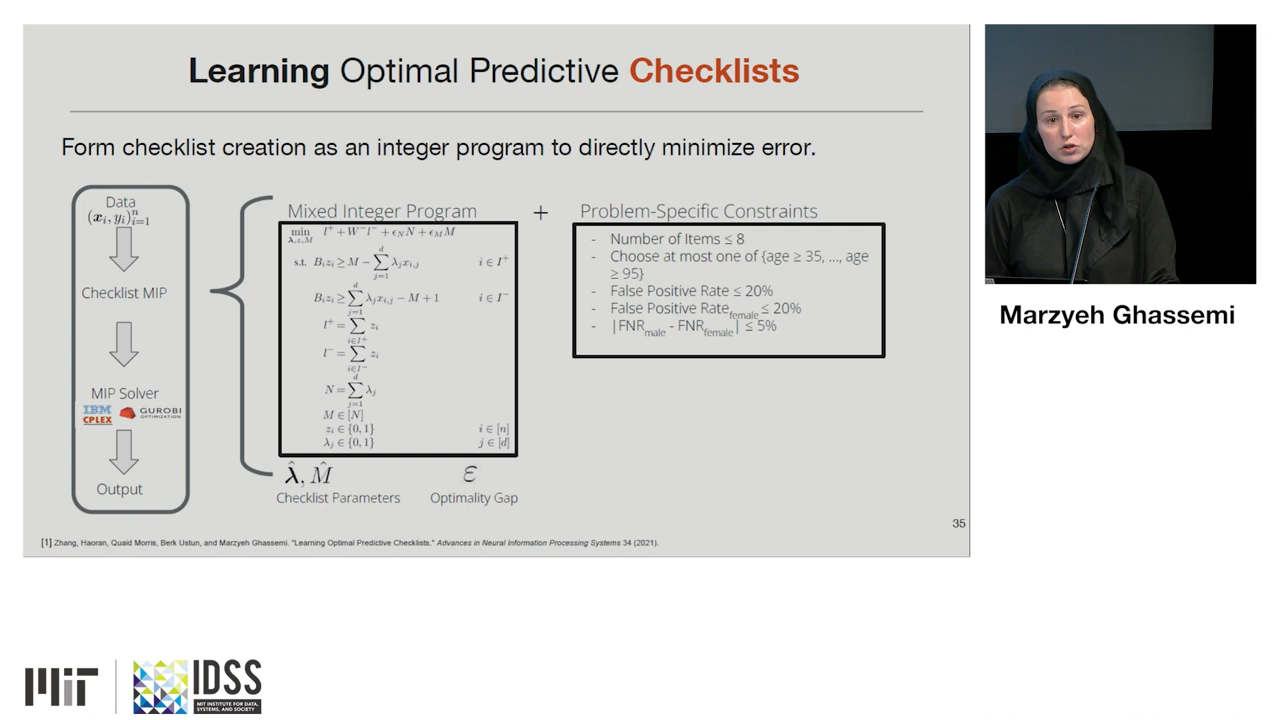 Learning Optimal Predictive Checklists
Form checklist creation as an integer program to directly minimize error.
Data
(x_i, y_i)_{i=1}^n
Checklist MIP
MIP Solver
IBM
CPLEX
GUROBI
OPTIMIZATION
Output
Mixed Integer Program
min_{λ,z,M} l^+ + W^- l^- + ε_N N + ε_M M
s.t. B_i z_i ≥ M − ∑_{j=1}^d λ_j x_{i,j} i ∈ I^+
B_i z_i ≥ ∑_{j=1}^d λ_j x_{i,j} − M + 1 i ∈ I^-
l^+ = ∑_{i∈I^+} z_i
l^- = ∑_{i∈I^-} z_i
N = ∑_{j=1}^d λ_j
M ∈ [N]
z_i ∈ {0, 1} i ∈ [n]
λ_j ∈ {0, 1} j ∈ [d]
λ̂, M̂
Checklist Parameters
ε
Optimality Gap
+
Problem-Specific Constraints
- Number of Items ≤ 8
- Choose at most one of {age ≥ 35, ..., age
≥ 95}
- False Positive Rate ≤ 20%
- False Positive Rate_female ≤ 20%
- |FNR_male - FNR_female| ≤ 5%
35
[1] Zhang, Haoran, Quaid Morris, Berk Ustun, and Marzyeh Ghassemi. "Learning Optimal Predictive Checklists." Advances in Neural Information Processing Systems 34 (2021).
Marzyeh Ghassemi
MIT
IDSS
MIT INSTITUTE FOR DATA,
SYSTEMS, AND SOCIETY